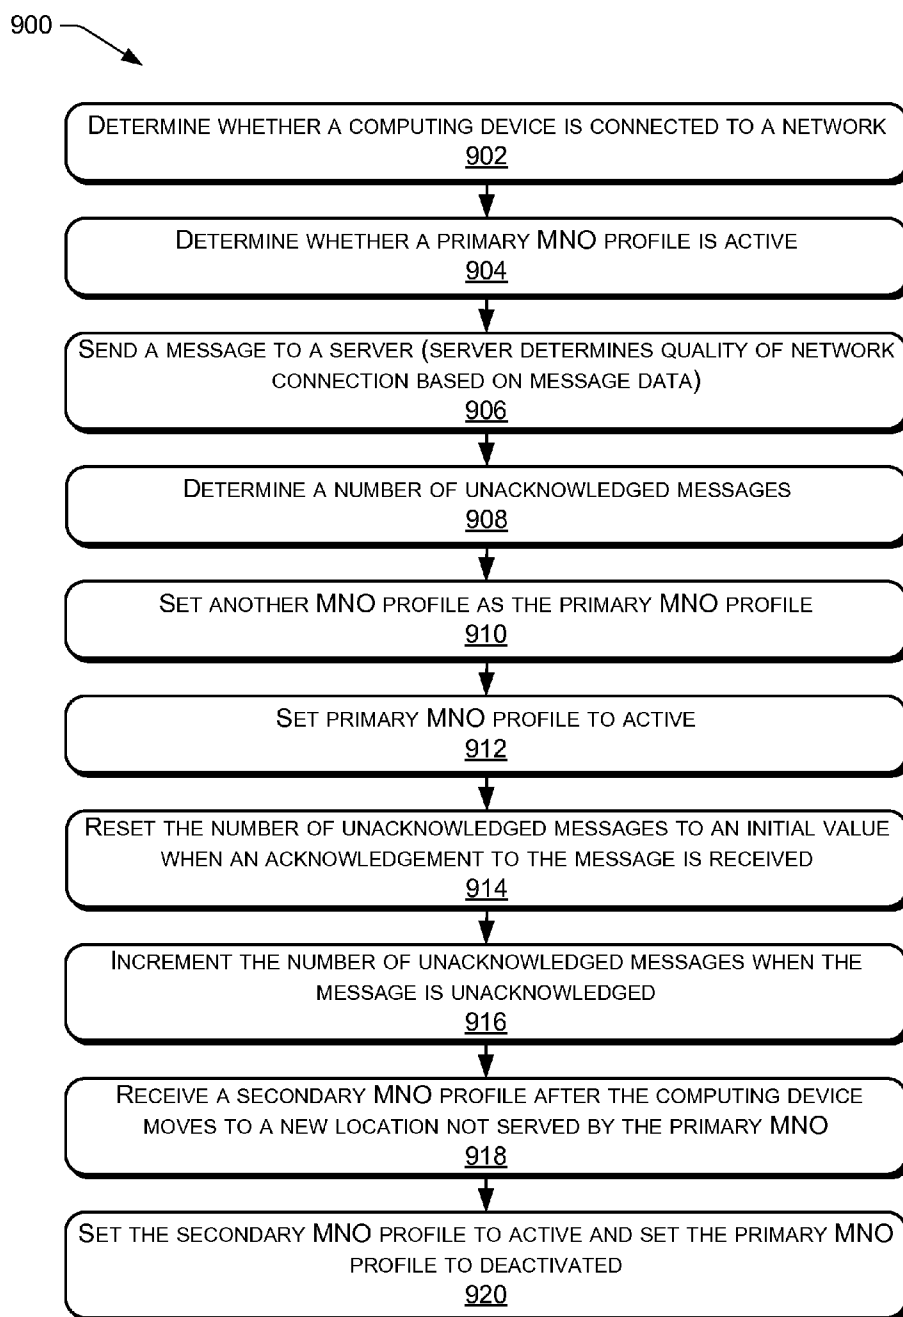 900
DETERMINE WHETHER A COMPUTING DEVICE IS CONNECTED TO A NETWORK
902
DETERMINE WHETHER A PRIMARY MNO PROFILE IS ACTIVE
904
SEND A MESSAGE TO A SERVER (SERVER DETERMINES QUALITY OF NETWORK
CONNECTION BASED ON MESSAGE DATA)
906
DETERMINE A NUMBER OF UNACKNOWLEDGED MESSAGES
908
SET ANOTHER MNO PROFILE AS THE PRIMARY MNO PROFILE
910
SET PRIMARY MNO PROFILE TO ACTIVE
912
RESET THE NUMBER OF UNACKNOWLEDGED MESSAGES TO AN INITIAL VALUE
WHEN AN ACKNOWLEDGEMENT TO THE MESSAGE IS RECEIVED
914
INCREMENT THE NUMBER OF UNACKNOWLEDGED MESSAGES WHEN THE
MESSAGE IS UNACKNOWLEDGED
916
RECEIVE A SECONDARY MNO PROFILE AFTER THE COMPUTING DEVICE
MOVES TO A NEW LOCATION NOT SERVED BY THE PRIMARY MNO
918
SET THE SECONDARY MNO PROFILE TO ACTIVE AND SET THE PRIMARY MNO
PROFILE TO DEACTIVATED
920